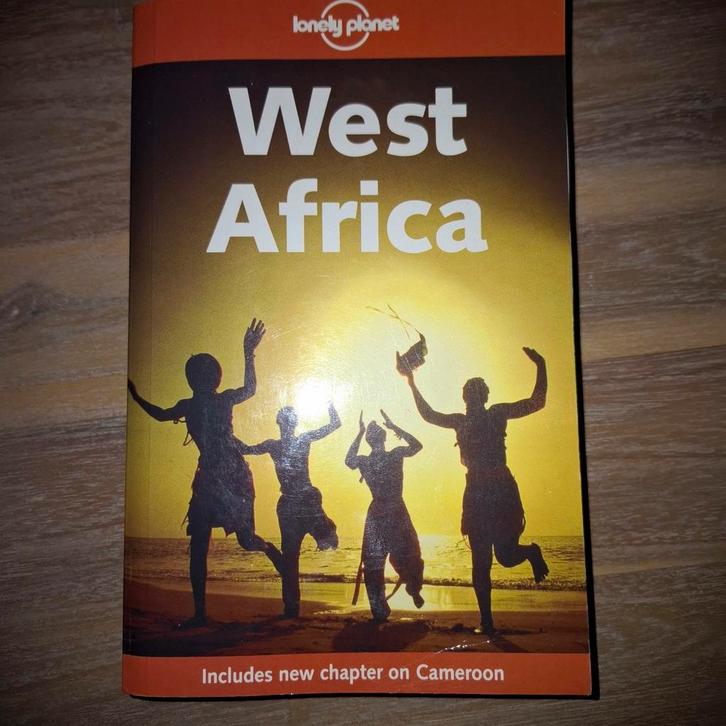 lonely planet
West
Africa
Includes new chapter on Cameroon